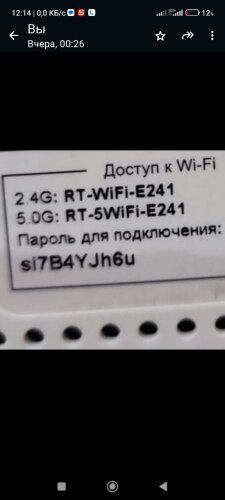 12:14 | 0,0 КБ/с
12%
Вы
Вчера, 00:26
Доступ к Wi-Fi
2.4G: RT-WiFi-E241
5.0G: RT-5WiFi-E241
Пароль для подключения:
si7B4YJh6u